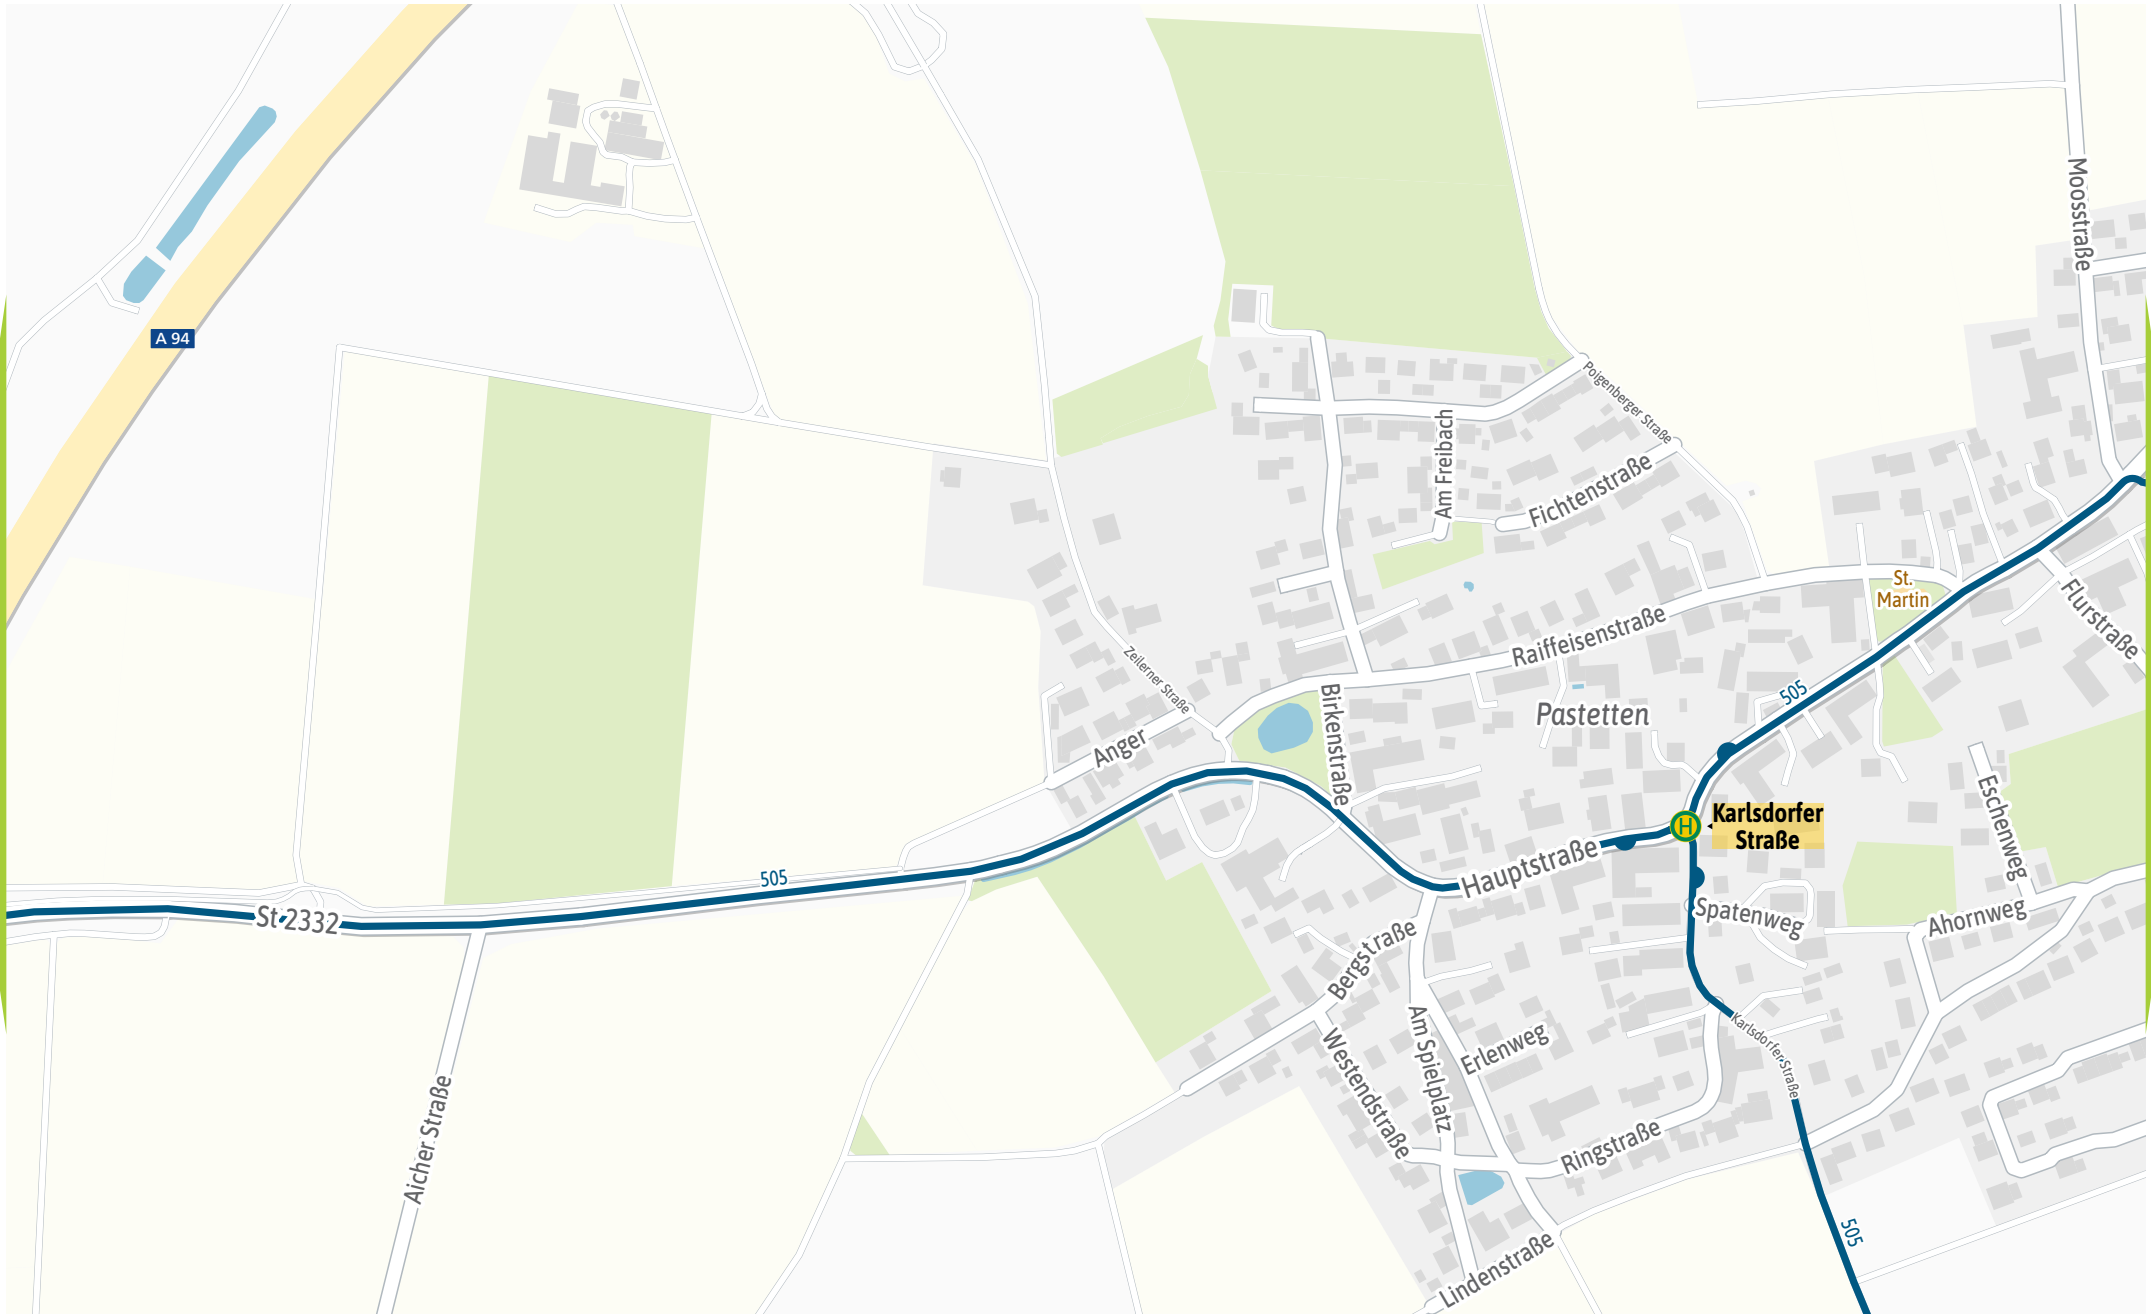 Moosstraße
A 94
Poigenberger Straße
Am Freibach
Fichtenstraße
St.
Martin
Flurstraße
Raiffeisenstraße
Zeilerner Straße
Birkenstraße
505
Pastetten
Anger
Eschenweg
Karlsdorfer
Straße
H
Hauptstraße
505
St 2332
Spatenweg
Ahornweg
Bergstraße
Am Spielplatz
Westendstraße
Erlenweg
Karlsdorfer Straße
Aicher Straße
Ringstraße
505
Lindenstraße